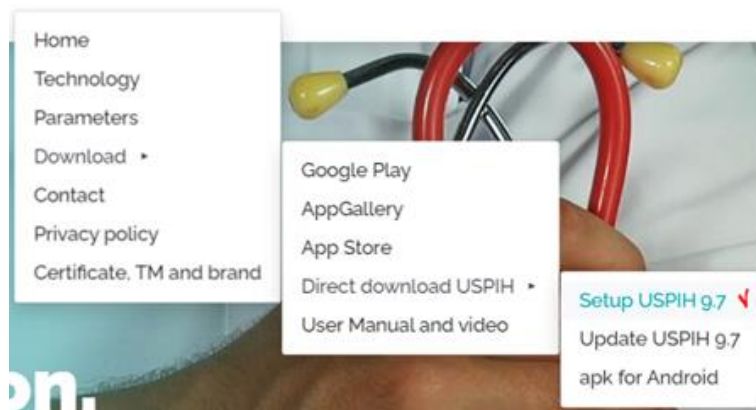 Home
Technology
Parameters
Download
Contact
Privacy policy
Certificate, TM and brand
Google Play
AppGallery
App Store
Direct download USPIH
User Manual and video
Setup USPIH 9.7
Update USPIH 9.7
apk for Android
on.